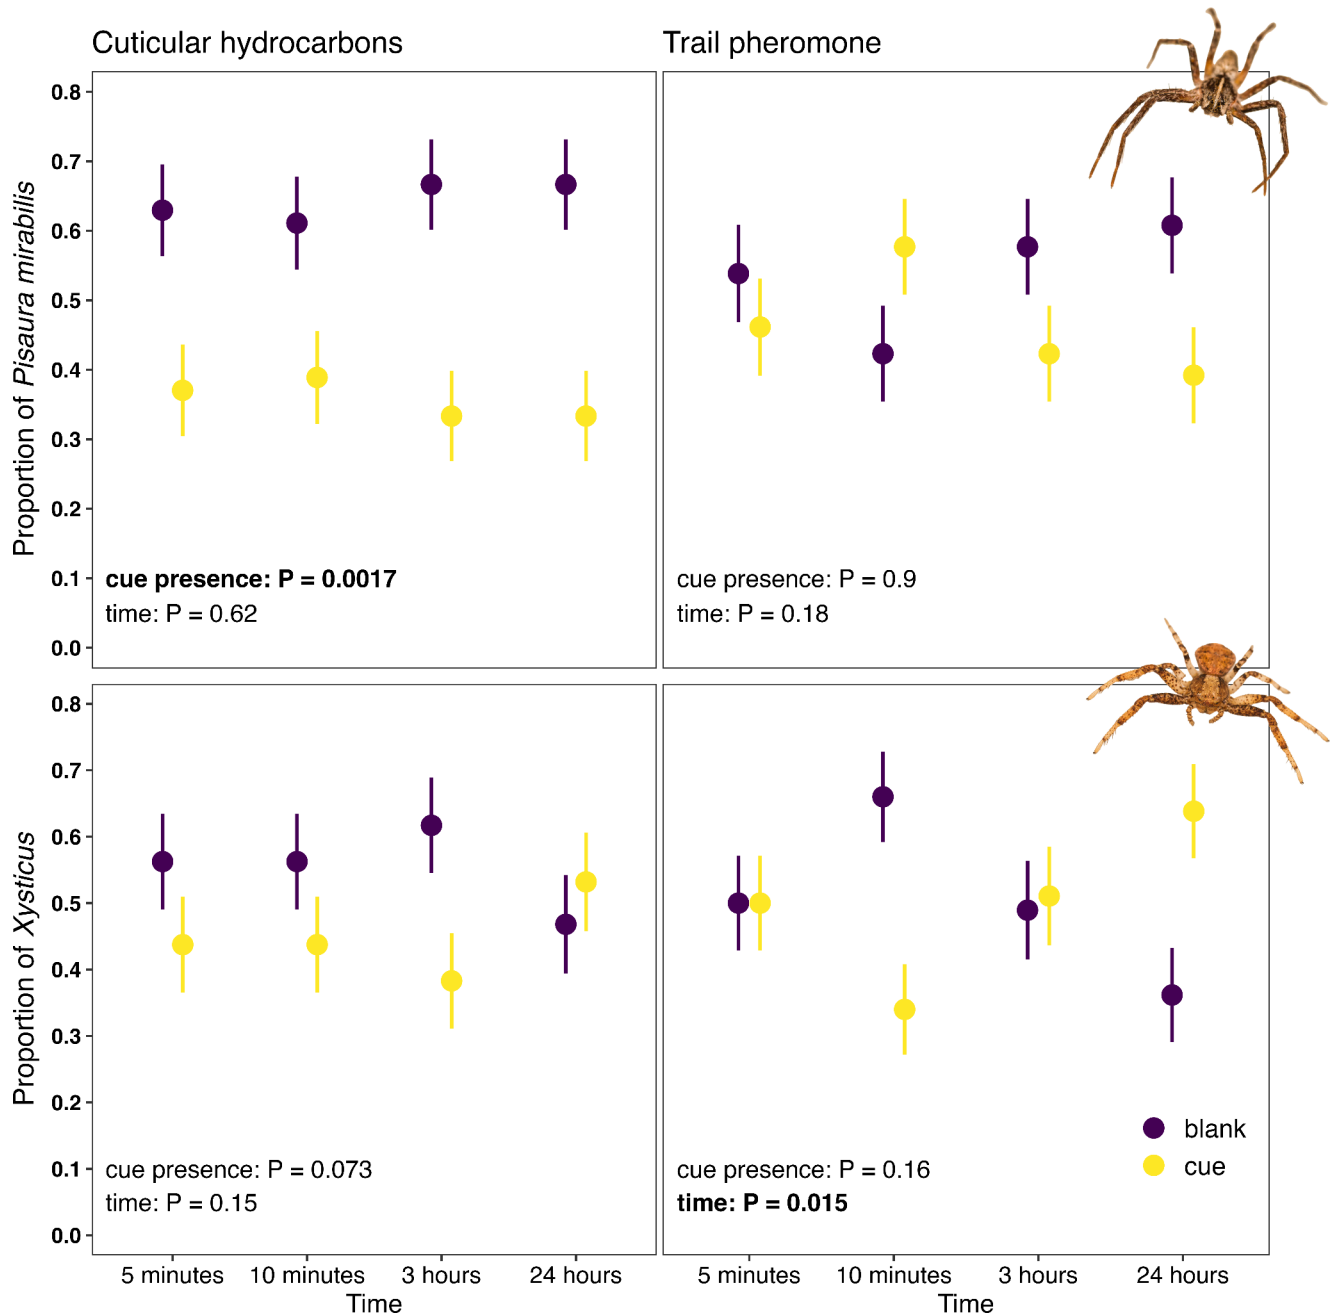 Cuticular hydrocarbons
Trail pheromone
Proportion of Pisaura mirabilis
0.8
0.7
0.6
0.5
0.4
0.3
0.2
0.1
0.0
cue presence: P = 0.0017
time: P = 0.62
cue presence: P = 0.9
time: P = 0.18
Proportion of Xysticus
0.8
0.7
0.6
0.5
0.4
0.3
0.2
0.1
0.0
cue presence: P = 0.073
time: P = 0.15
cue presence: P = 0.16
time: P = 0.015
blank
cue
5 minutes 10 minutes 3 hours 24 hours
Time
5 minutes 10 minutes 3 hours 24 hours
Time